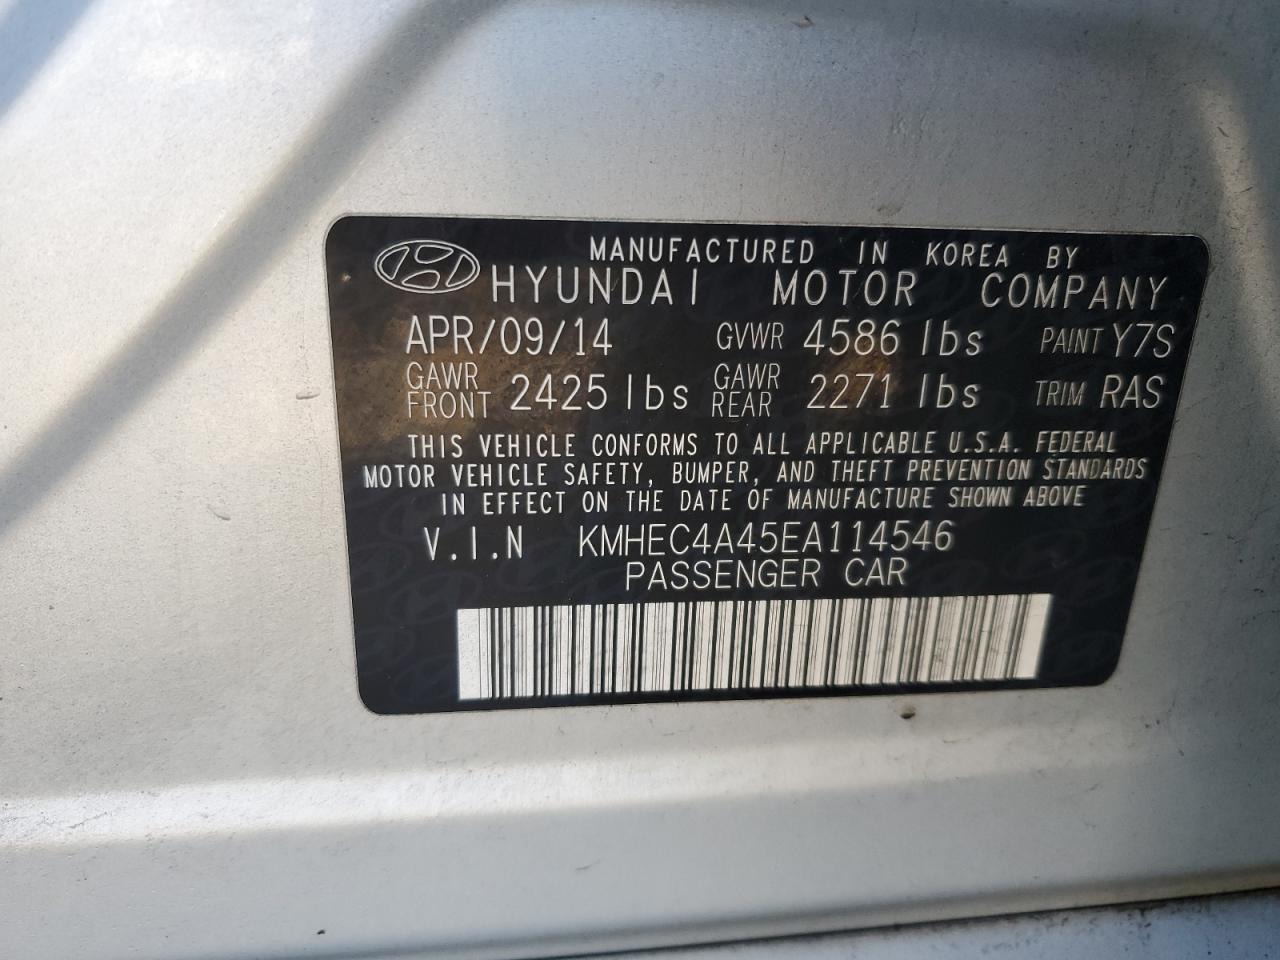 MANUFACTURED IN KOREA BY
HYUNDAI MOTOR COMPANY
APR/09/14 GVWR 4586 lbs PAINT Y7S
GAWR FRONT 2425 lbs GAWR REAR 2271 lbs TRIM RAS
THIS VEHICLE CONFORMS TO ALL APPLICABLE U.S.A. FEDERAL
MOTOR VEHICLE SAFETY, BUMPER, AND THEFT PREVENTION STANDARDS
IN EFFECT ON THE DATE OF MANUFACTURE SHOWN ABOVE
V.I.N KMHEC4A45EA114546
PASSENGER CAR